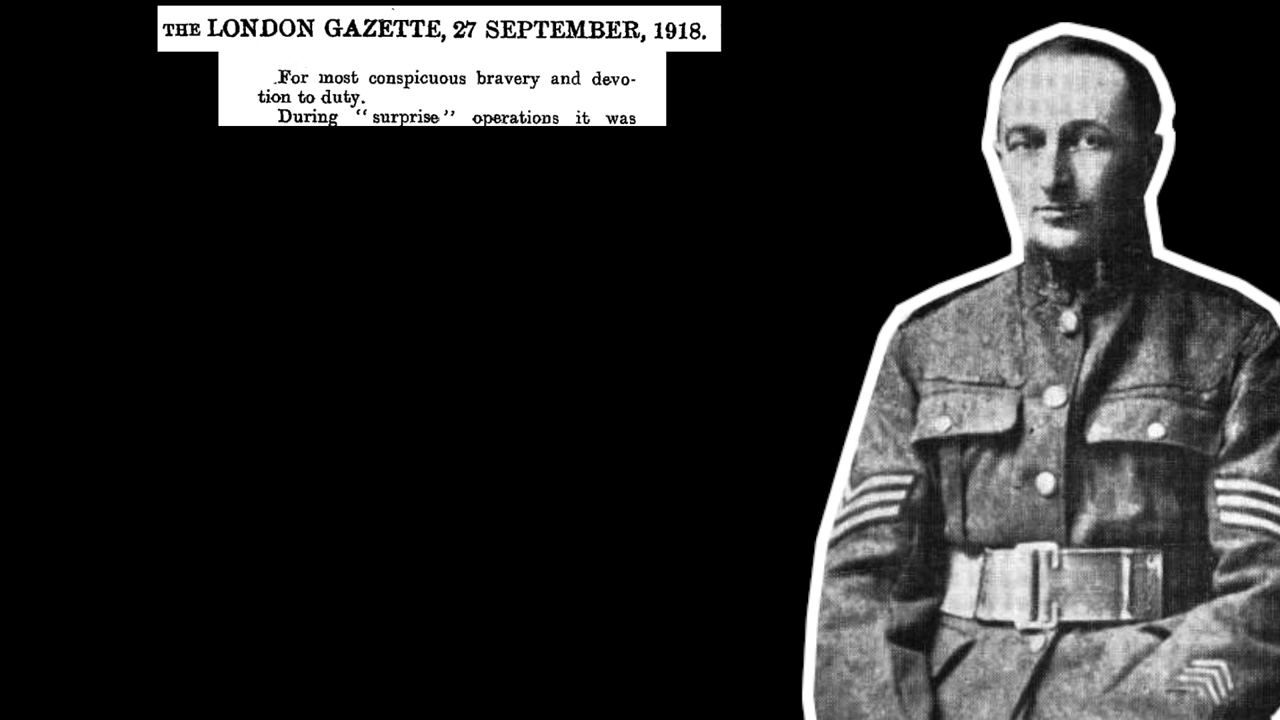 THE LONDON GAZETTE, 27 SEPTEMBER, 1918.
For most conspicuous bravery and devo-
tion to duty.
During "surprise" operations it was